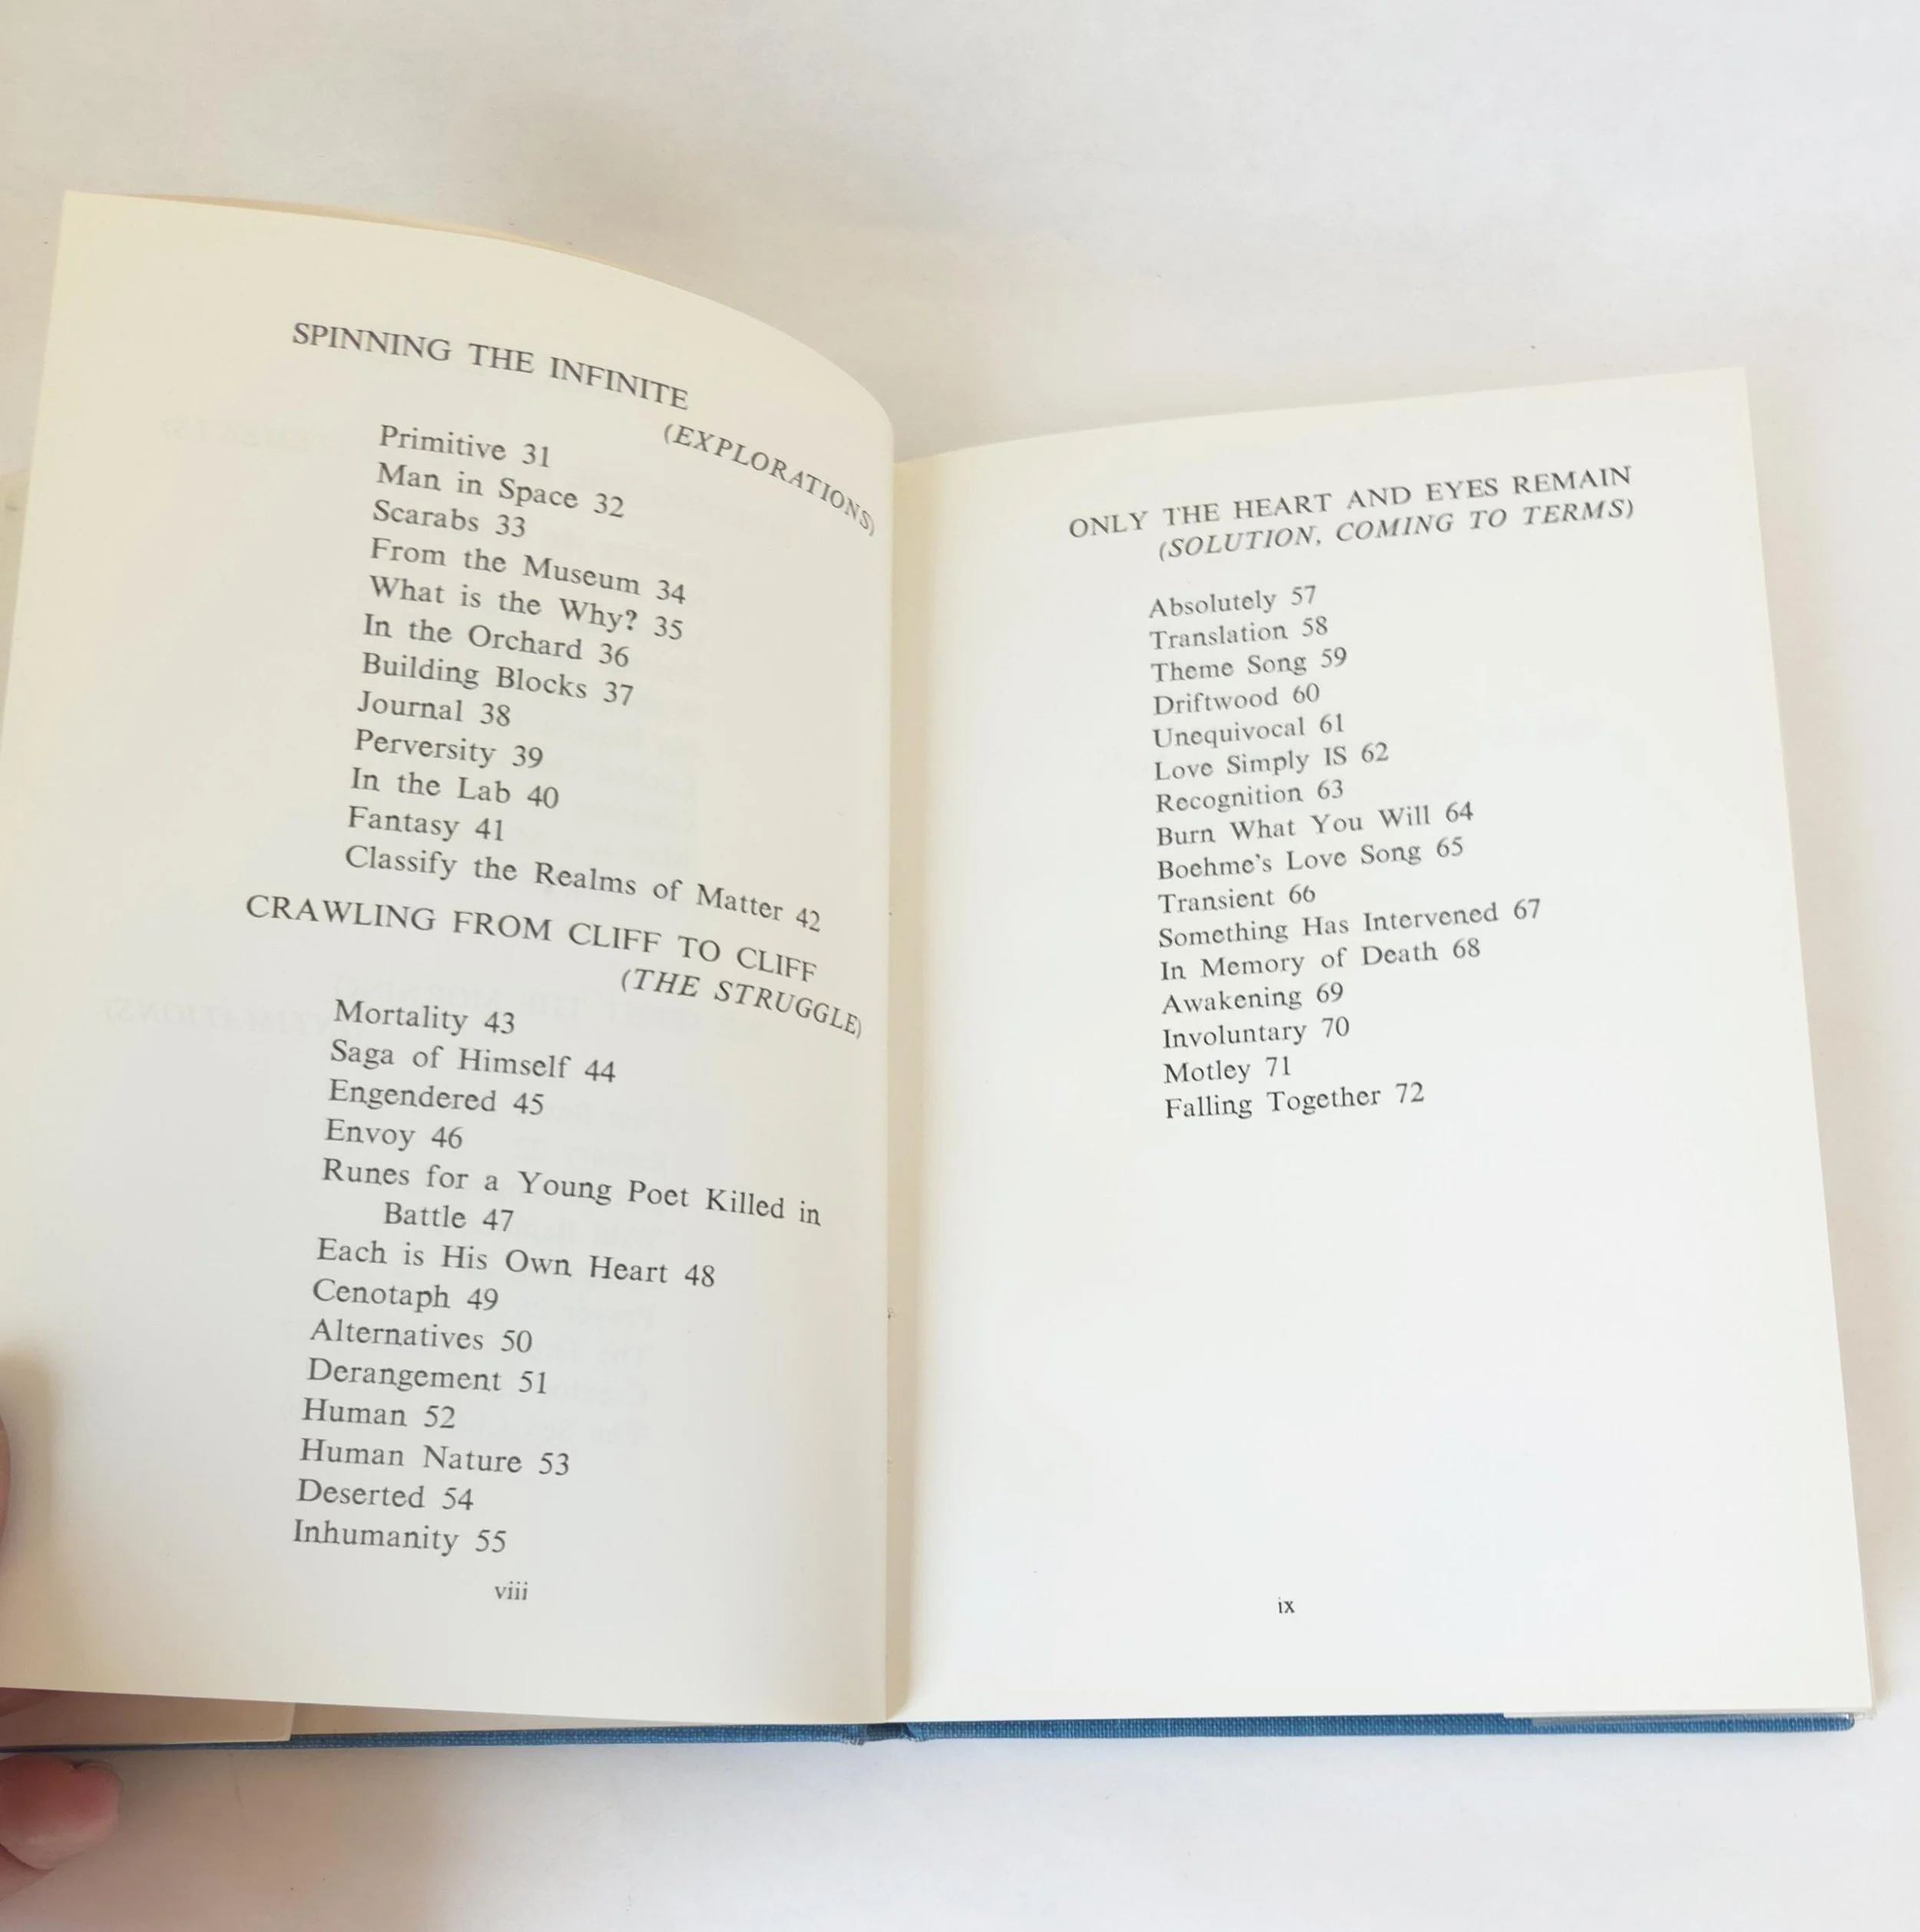 SPINNING THE INFINITE
(EXPLORATIONS)
Primitive 31
Man in Space 32
Scarabs 33
From the Museum 34
What is the Why? 35
In the Orchard 36
Building Blocks 37
Journal 38
Perversity 39
In the Lab 40
Fantasy 41
Classify the Realms of Matter 42
CRAWLING FROM CLIFF TO CLIFF
(THE STRUGGLE)
Mortality 43
Saga of Himself 44
Engendered 45
Envoy 46
Runes for a Young Poet Killed in
Battle 47
Each is His Own Heart 48
Cenotaph 49
Alternatives 50
Derangement 51
Human 52
Human Nature 53
Deserted 54
Inhumanity 55
viii
ONLY THE HEART AND EYES REMAIN
(SOLUTION, COMING TO TERMS)
Absolutely 57
Translation 58
Theme Song 59
Driftwood 60
Unequivocal 61
Love Simply IS 62
Recognition 63
Burn What You Will 64
Boehme's Love Song 65
Transient 66
Something Has Intervened 67
In Memory of Death 68
Awakening 69
Involuntary 70
Motley 71
Falling Together 72
ix